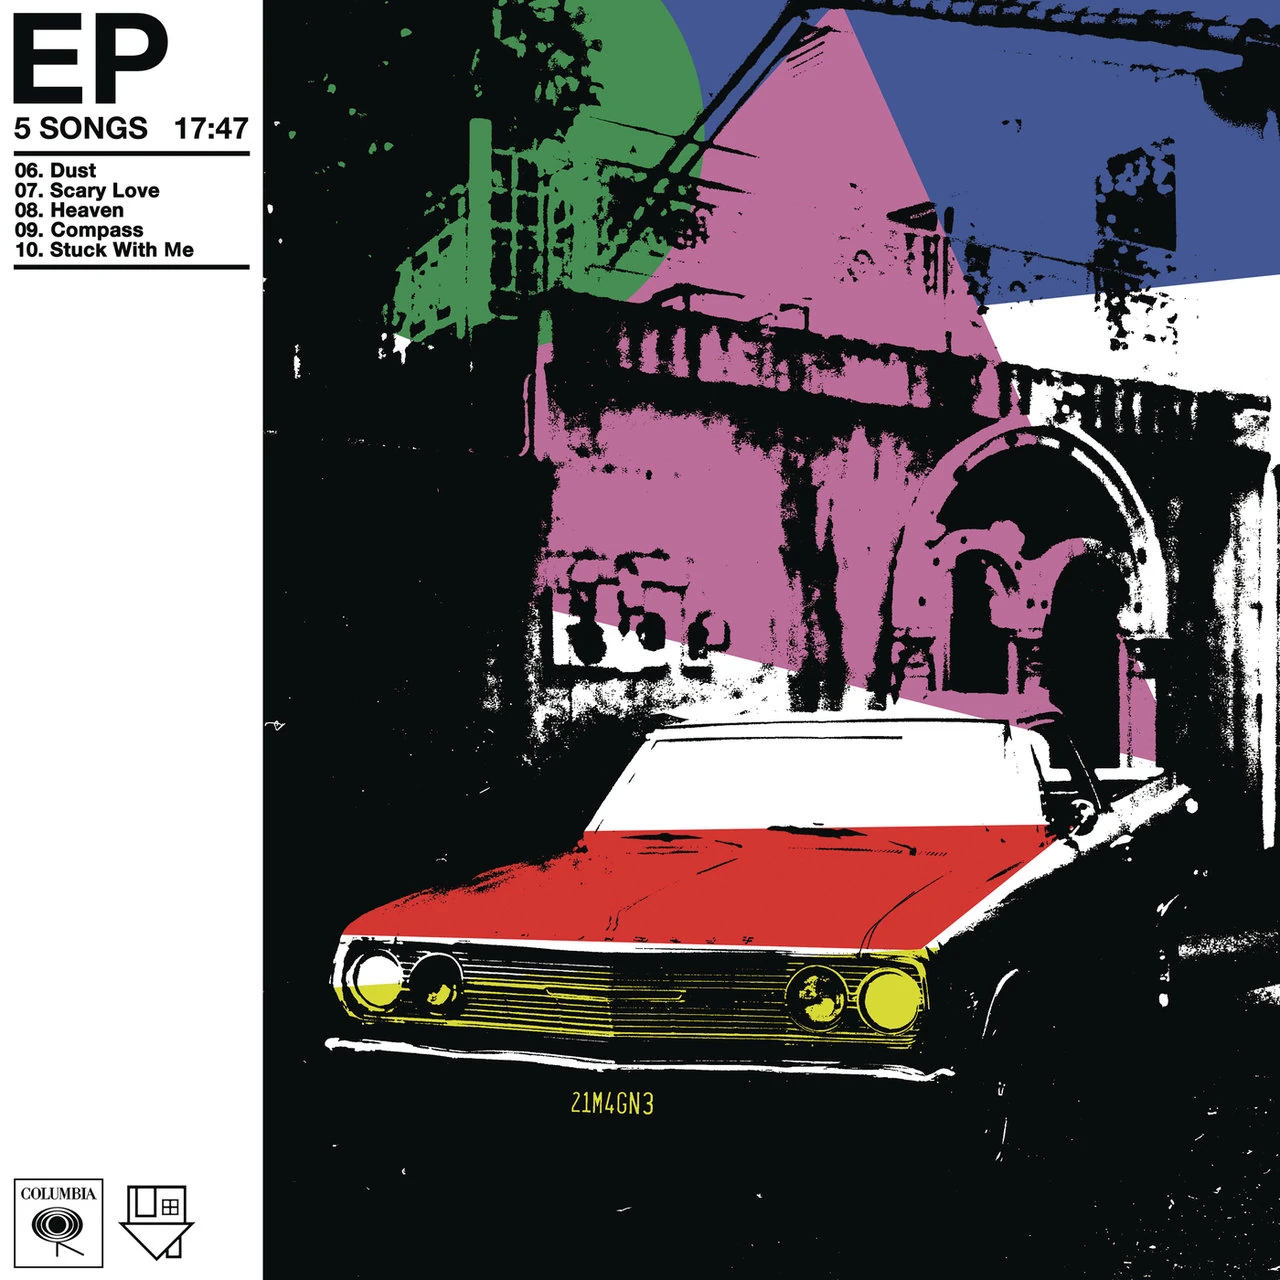 EP
5 SONGS 17:47
06. Dust
07. Scary Love
08. Heaven
09. Compass
10. Stuck With Me
21M4GN3
COLUMBIA